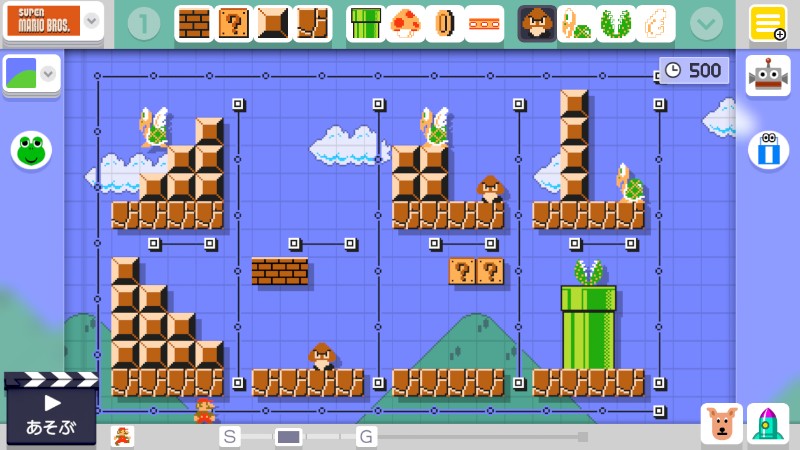 SUPER
MARIO BROS.
1
?
500
? ?
あそぶ
S
G